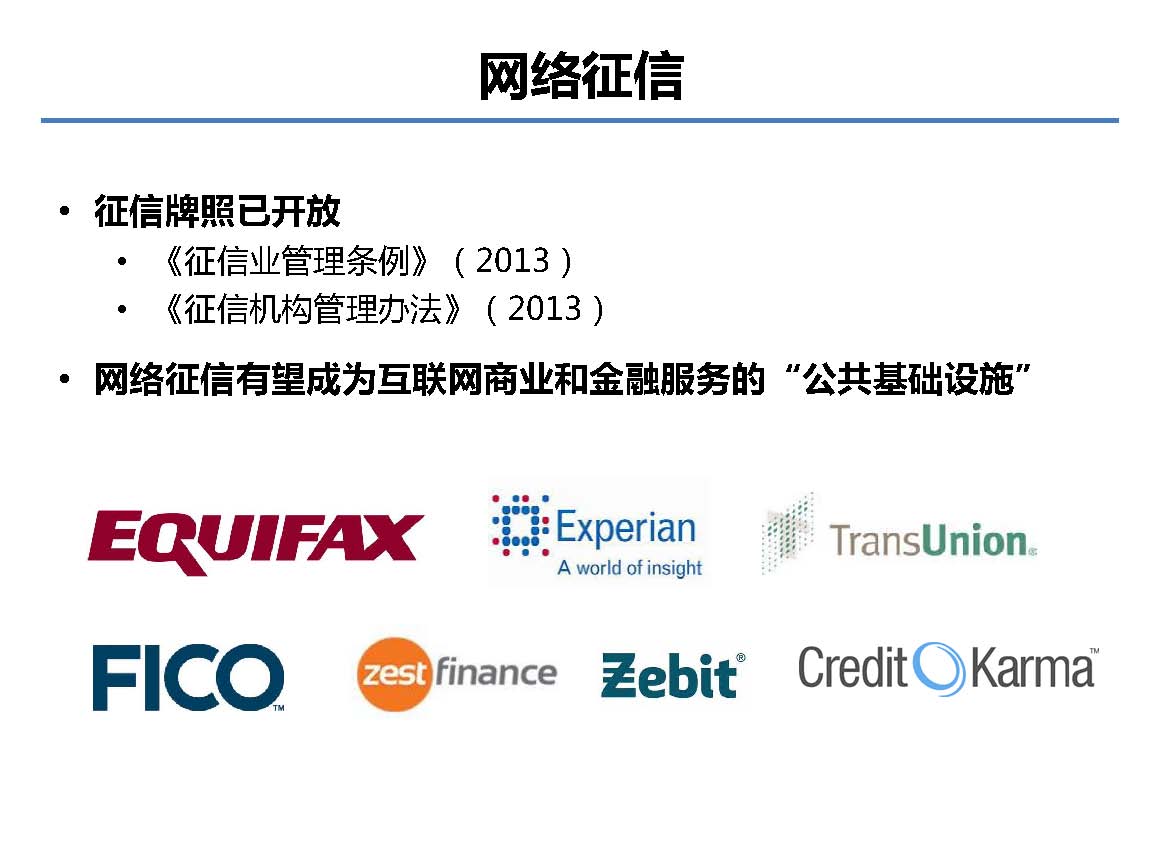 网络征信
• 征信牌照已开放
• 《征信业管理条例》（2013）
• 《征信机构管理办法》（2013）
• 网络征信有望成为互联网商业和金融服务的“公共基础设施”
EQUIFAX
Experian
A world of insight
TransUnion®
FICO™
zestfinance
Zebit®
Credit Karma™